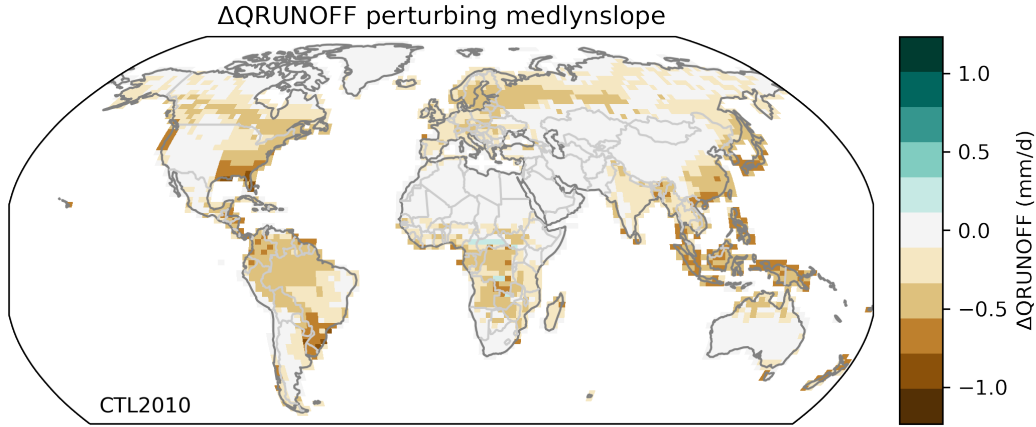 ΔQRUNOFF perturbing medlynslope
1.0
0.5
0.0
−0.5
−1.0
ΔQRUNOFF (mm/d)
CTL2010